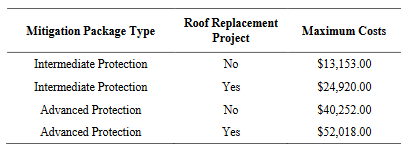 Mitigation Package Type Roof Replacement Project Maximum Costs
Intermediate Protection No $13,153.00
Intermediate Protection Yes $24,920.00
Advanced Protection No $40,252.00
Advanced Protection Yes $52,018.00